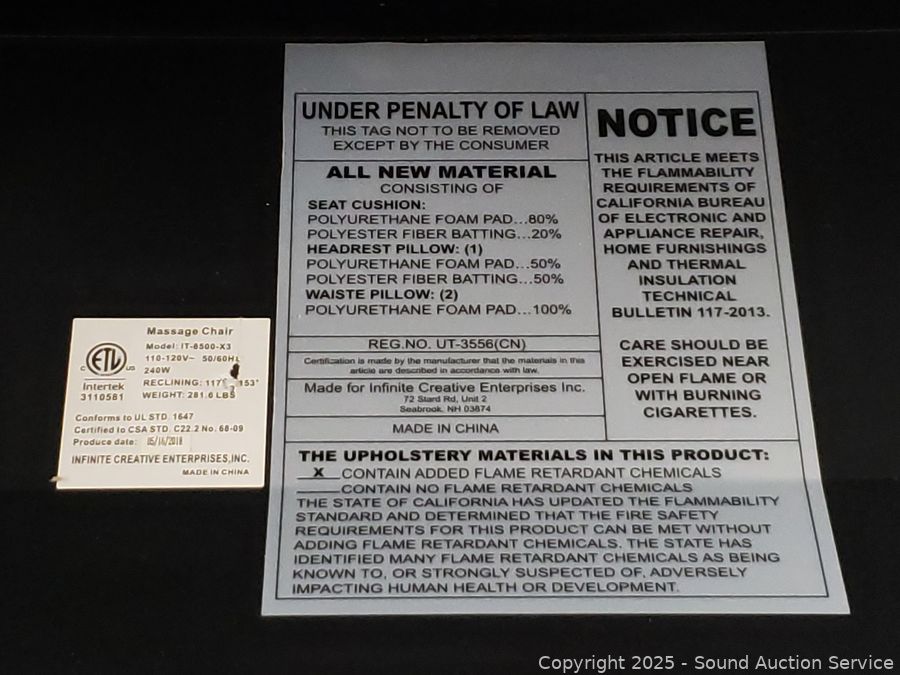 Massage Chair
Model: IT-8500-X3
110-120V~ 50/60Hz
240W
RECLINING: 117° 153°
WEIGHT: 281.6 LBS
C ETL US
Intertek
3110581
Conforms to UL STD. 1647
Certified to CSA STD. C22.2 No. 68-09
Produce date: 05/16/2018
INFINITE CREATIVE ENTERPRISES,INC.
MADE IN CHINA
UNDER PENALTY OF LAW
THIS TAG NOT TO BE REMOVED
EXCEPT BY THE CONSUMER
ALL NEW MATERIAL
CONSISTING OF
SEAT CUSHION:
POLYURETHANE FOAM PAD...80%
POLYESTER FIBER BATTING...20%
HEADREST PILLOW: (1)
POLYURETHANE FOAM PAD...50%
POLYESTER FIBER BATTING...50%
WAISTE PILLOW: (2)
POLYURETHANE FOAM PAD...100%
REG.NO. UT-3556(CN)
Certification is made by the manufacturer that the materials in this
article are described in accordance with law.
Made for Infinite Creative Enterprises Inc.
72 Stard Rd, Unit 2
Seabrook, NH 03874
MADE IN CHINA
NOTICE
THIS ARTICLE MEETS
THE FLAMMABILITY
REQUIREMENTS OF
CALIFORNIA BUREAU
OF ELECTRONIC AND
APPLIANCE REPAIR,
HOME FURNISHINGS
AND THERMAL
INSULATION
TECHNICAL
BULLETIN 117-2013.
CARE SHOULD BE
EXERCISED NEAR
OPEN FLAME OR
WITH BURNING
CIGARETTES.
THE UPHOLSTERY MATERIALS IN THIS PRODUCT:
__X__CONTAIN ADDED FLAME RETARDANT CHEMICALS
_____CONTAIN NO FLAME RETARDANT CHEMICALS
THE STATE OF CALIFORNIA HAS UPDATED THE FLAMMABILITY
STANDARD AND DETERMINED THAT THE FIRE SAFETY
REQUIREMENTS FOR THIS PRODUCT CAN BE MET WITHOUT
ADDING FLAME RETARDANT CHEMICALS. THE STATE HAS
IDENTIFIED MANY FLAME RETARDANT CHEMICALS AS BEING
KNOWN TO, OR STRONGLY SUSPECTED OF, ADVERSELY
IMPACTING HUMAN HEALTH OR DEVELOPMENT.
Copyright 2025 - Sound Auction Service